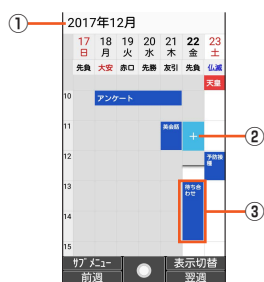 ① 2017年12月
17 18 19 20 21 22 23
日 月 火 水 木 金 土
先負 大安 赤口 先勝 友引 先負 仏滅
天皇
10 アンケート
11 英会話 + ②
12 予防接
種
13 待ち合
わせ ③
14
15
サブメニュー 表示切替
前週 翌週